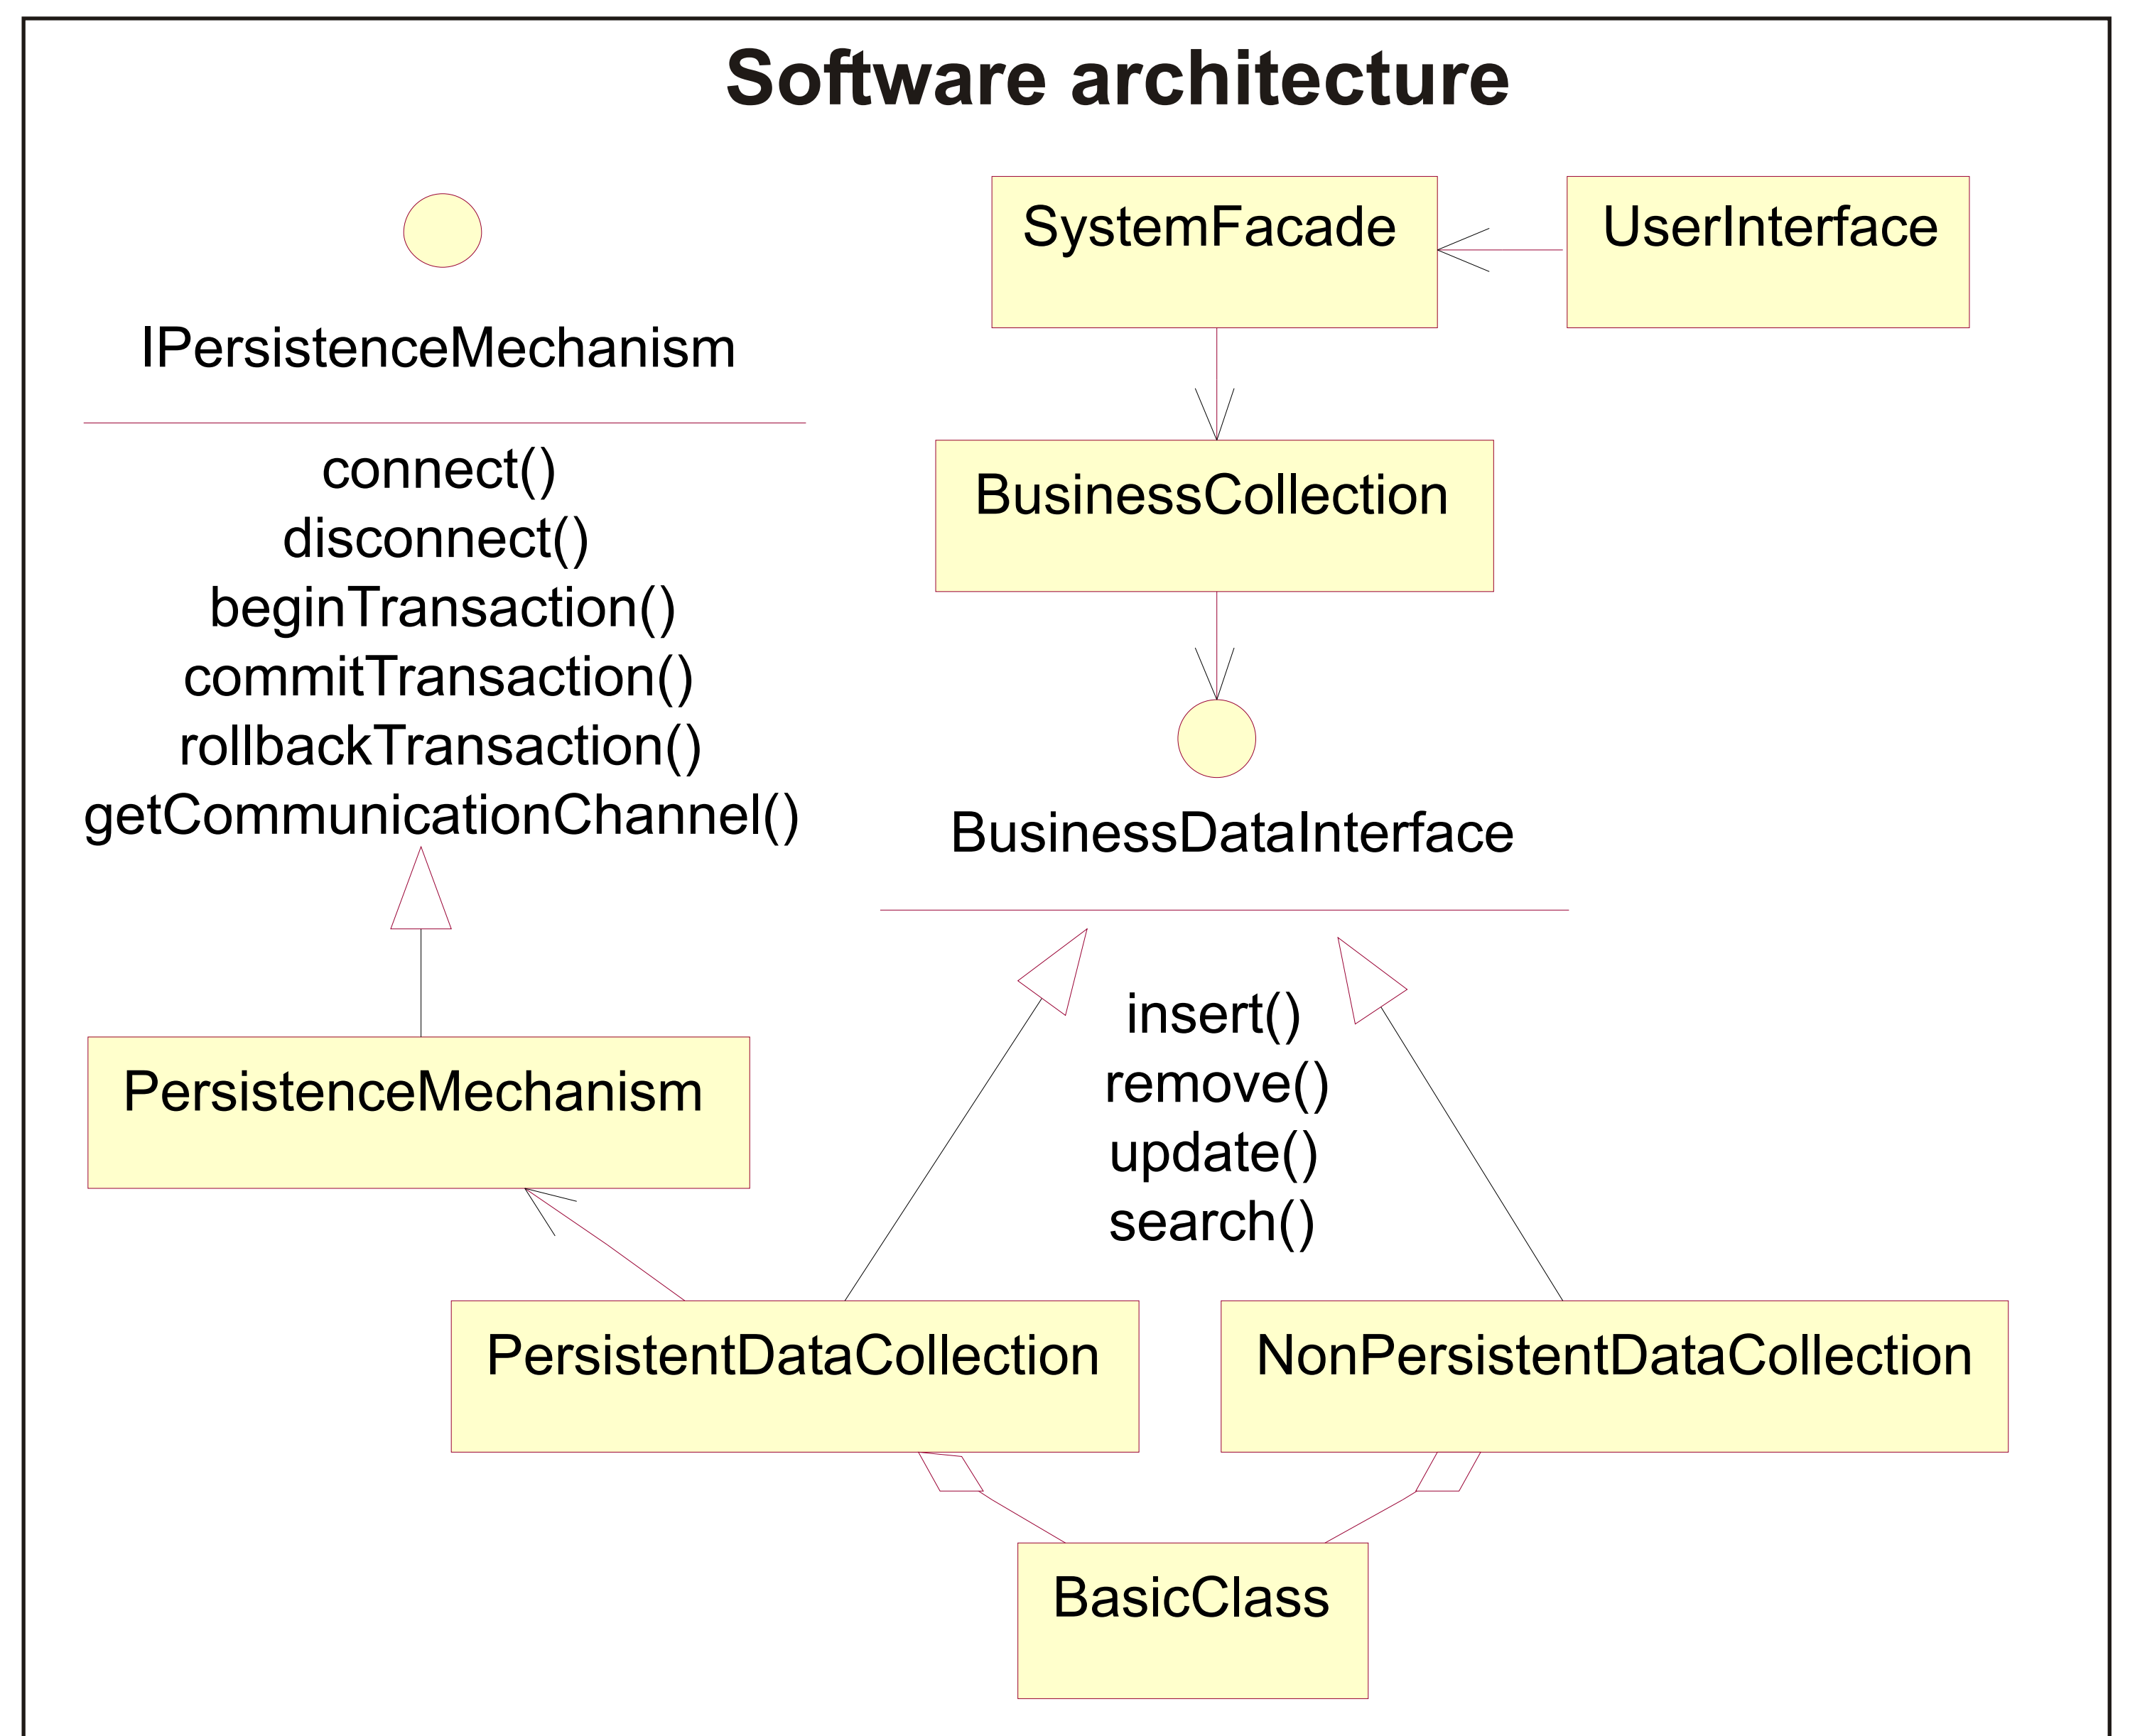 Software architecture
IPersistenceMechanism
connect()
disconnect()
beginTransaction()
commitTransaction()
rollbackTransaction()
getCommunicationChannel()
SystemFacade
UserInterface
BusinessCollection
BusinessDataInterface
insert()
remove()
update()
search()
PersistenceMechanism
PersistentDataCollection
NonPersistentDataCollection
BasicClass